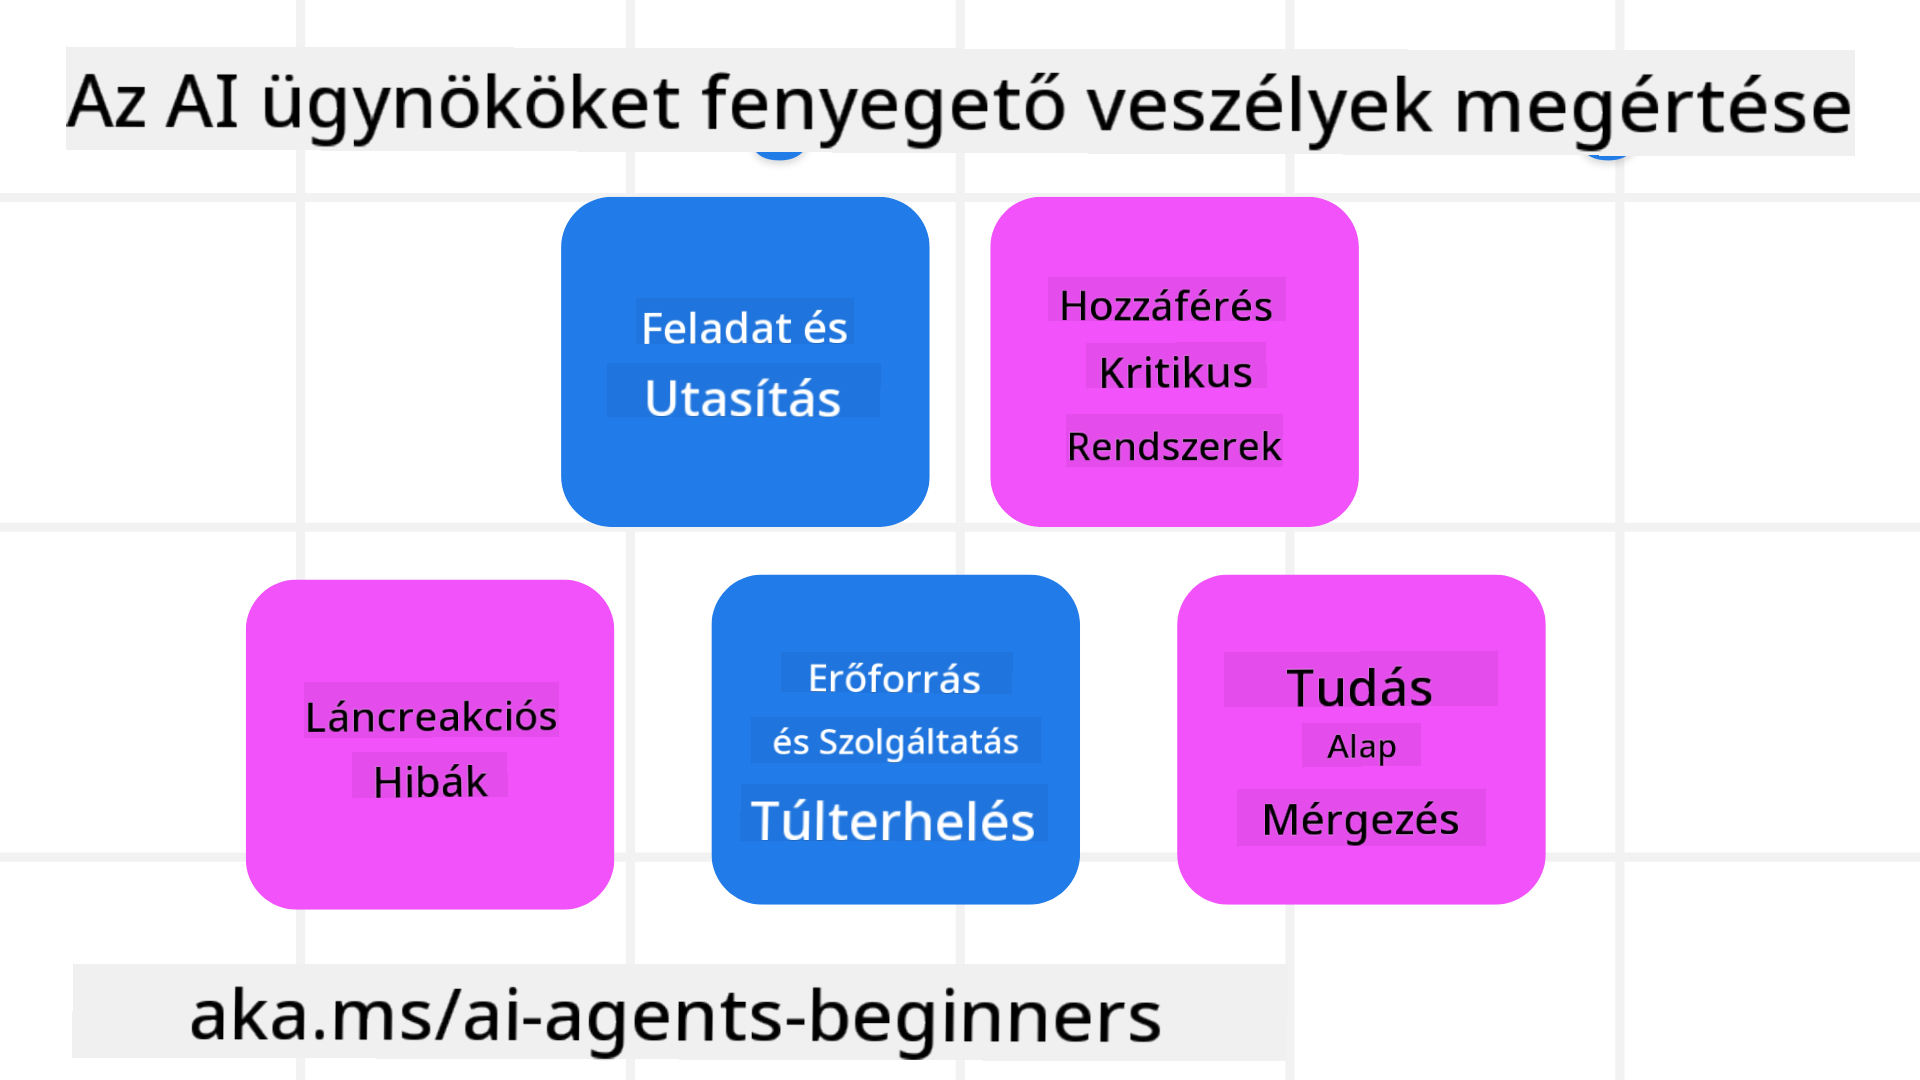 Az AI ügynököket fenyegető veszélyek megértése
Feladat és
Utasítás
Hozzáférés
Kritikus
Rendszerek
Láncreakciós
Hibák
Erőforrás
és Szolgáltatás
Túlterhelés
Tudás
Alap
Mérgezés
aka.ms/ai-agents-beginners